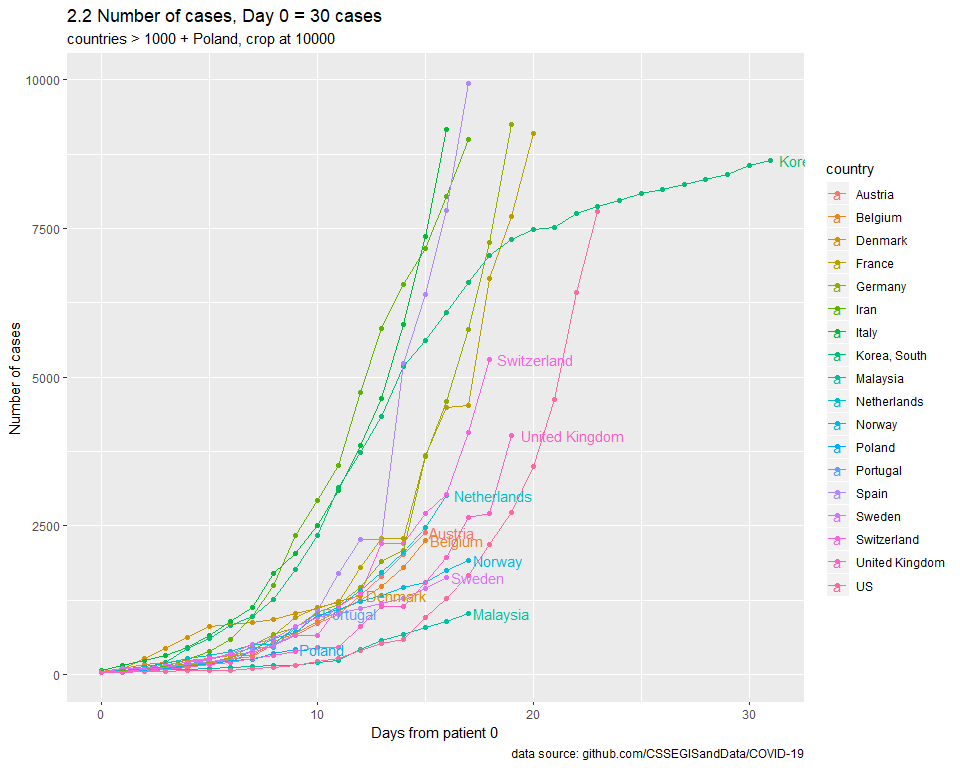 2.2 Number of cases, Day 0 = 30 cases
countries > 1000 + Poland, crop at 10000
10000
7500
5000
2500
0
Number of cases
Kore
Switzerland
United Kingdom
Netherlands
Austria
Belgium
Norway
Sweden
Denmark
Portugal
Malaysia
Poland
0 10 20 30
Days from patient 0
data source: github.com/CSSEGISandData/COVID-19
country
a Austria
a Belgium
a Denmark
a France
a Germany
a Iran
a Italy
a Korea, South
a Malaysia
a Netherlands
a Norway
a Poland
a Portugal
a Spain
a Sweden
a Switzerland
a United Kingdom
a US